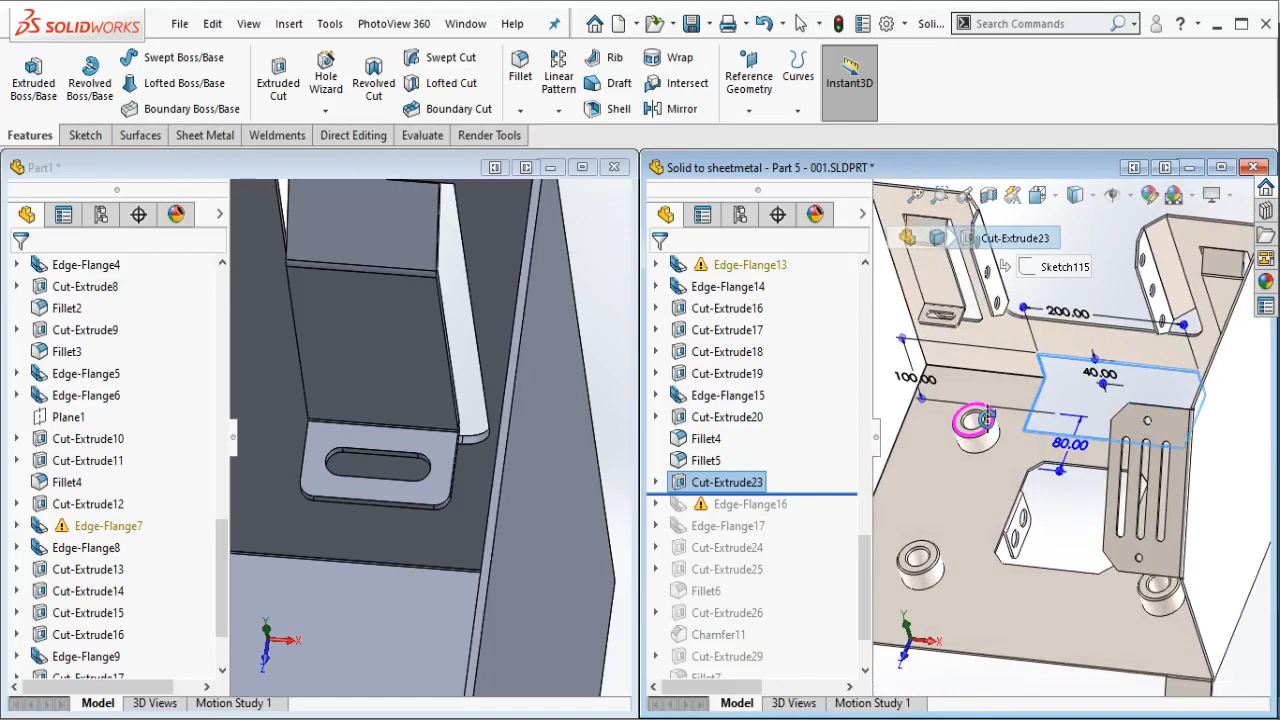 SOLIDWORKS
File Edit View Insert Tools PhotoView 360 Window Help
Soli...
Search Commands
Extruded Boss/Base
Revolved Boss/Base
Swept Boss/Base
Lofted Boss/Base
Boundary Boss/Base
Extruded Cut
Hole Wizard
Revolved Cut
Swept Cut
Lofted Cut
Boundary Cut
Fillet
Linear Pattern
Rib
Draft
Shell
Wrap
Intersect
Mirror
Reference Geometry
Curves
Instant3D
Features Sketch Surfaces Sheet Metal Weldments Direct Editing Evaluate Render Tools
Part1 *
Edge-Flange4
Cut-Extrude8
Fillet2
Cut-Extrude9
Fillet3
Edge-Flange5
Edge-Flange6
Plane1
Cut-Extrude10
Cut-Extrude11
Fillet4
Cut-Extrude12
Edge-Flange7
Edge-Flange8
Cut-Extrude13
Cut-Extrude14
Cut-Extrude15
Cut-Extrude16
Edge-Flange9
Cut-Extrude17
Y
X
Z
Model 3D Views Motion Study 1
Solid to sheetmetal - Part 5 - 001.SLDPRT *
Edge-Flange13
Edge-Flange14
Cut-Extrude16
Cut-Extrude17
Cut-Extrude18
Cut-Extrude19
Edge-Flange15
Cut-Extrude20
Fillet4
Fillet5
Cut-Extrude23
Edge-Flange16
Edge-Flange17
Cut-Extrude24
Cut-Extrude25
Fillet6
Cut-Extrude26
Chamfer11
Cut-Extrude29
Fillet7
Cut-Extrude23
Sketch115
200.00
40.00
100.00
80.00
Y
X
Z
Model 3D Views Motion Study 1